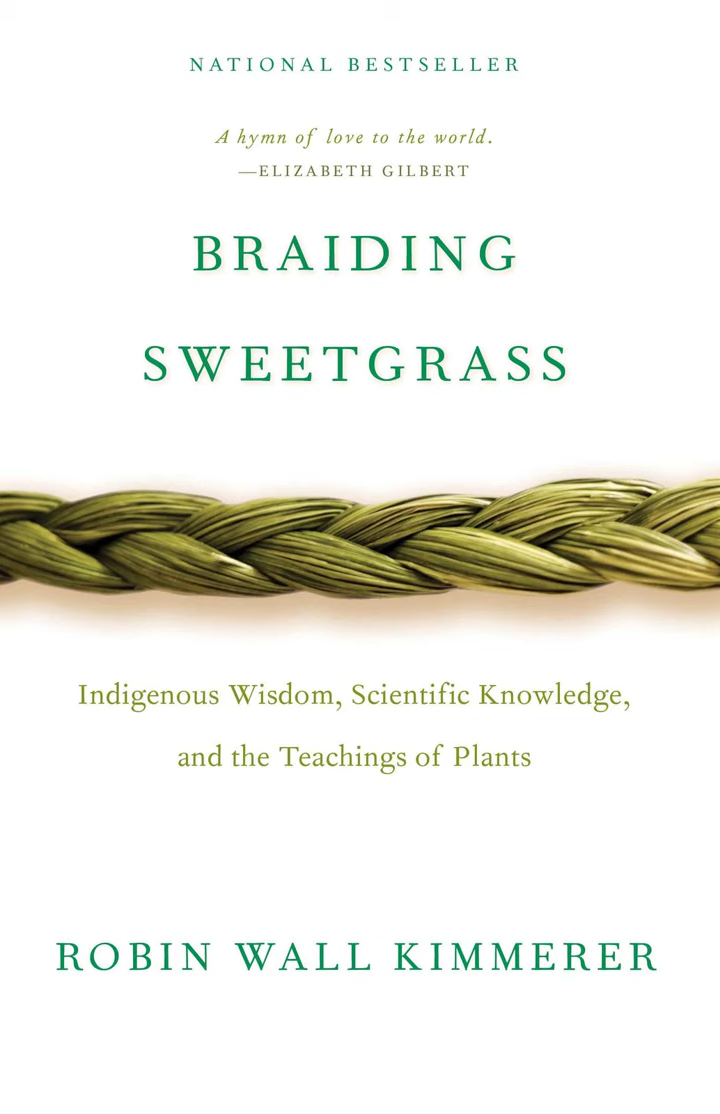 NATIONAL BESTSELLER
A hymn of love to the world.
—ELIZABETH GILBERT
BRAIDING
SWEETGRASS
Indigenous Wisdom, Scientific Knowledge,
and the Teachings of Plants
ROBIN WALL KIMMERER